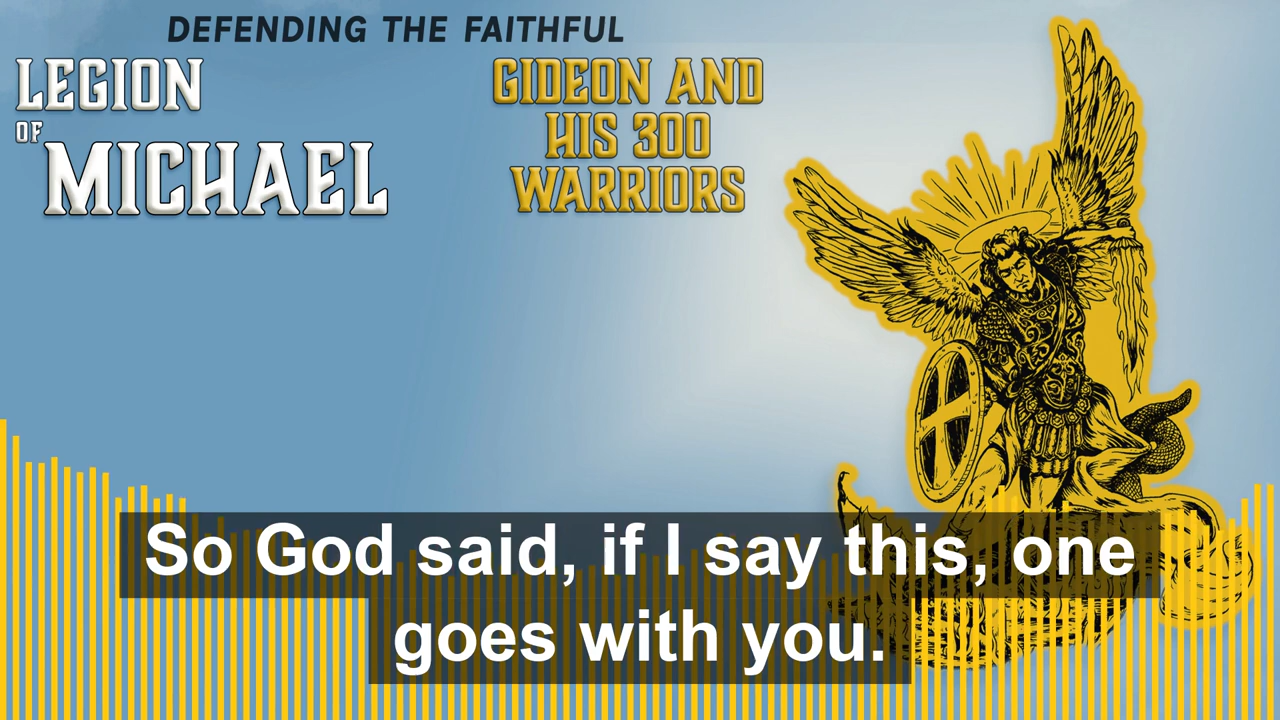 DEFENDING THE FAITHFUL
LEGION
OF
MICHAEL
GIDEON AND
HIS 300
WARRIORS
So God said, if I say this, one
goes with you.